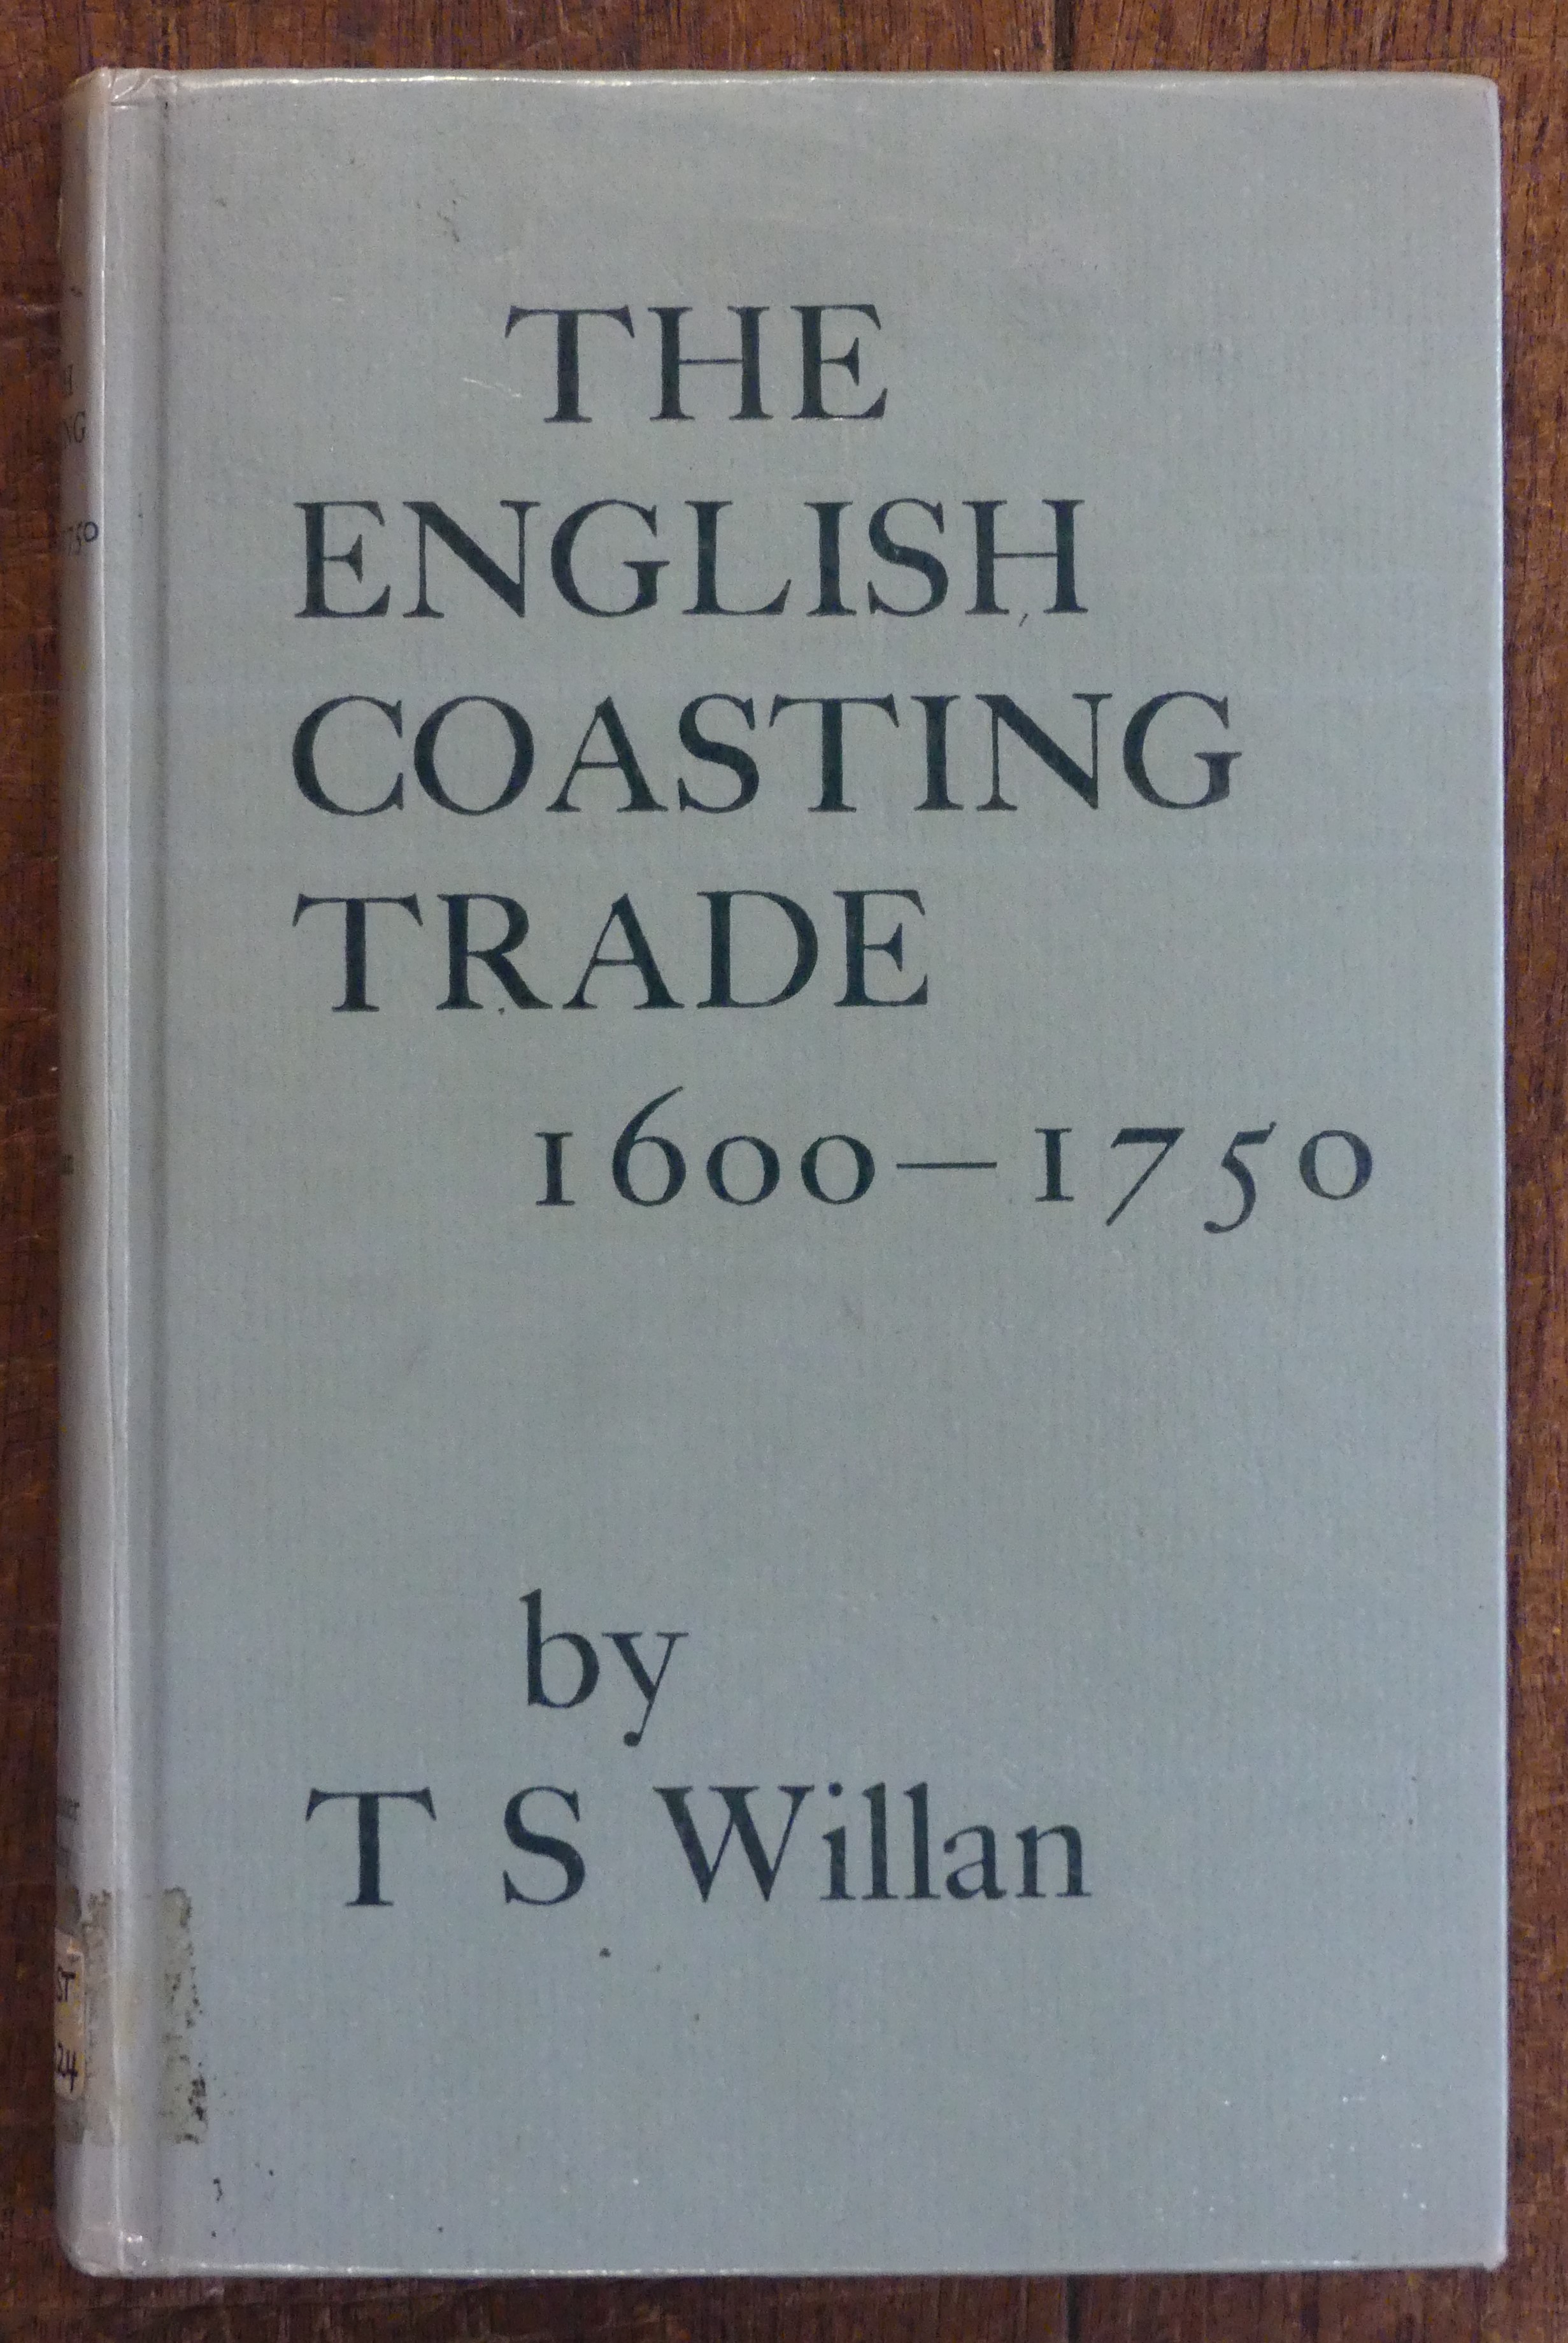 THE
ENGLISH
COASTING
TRADE
1600–1750
by
T S Willan